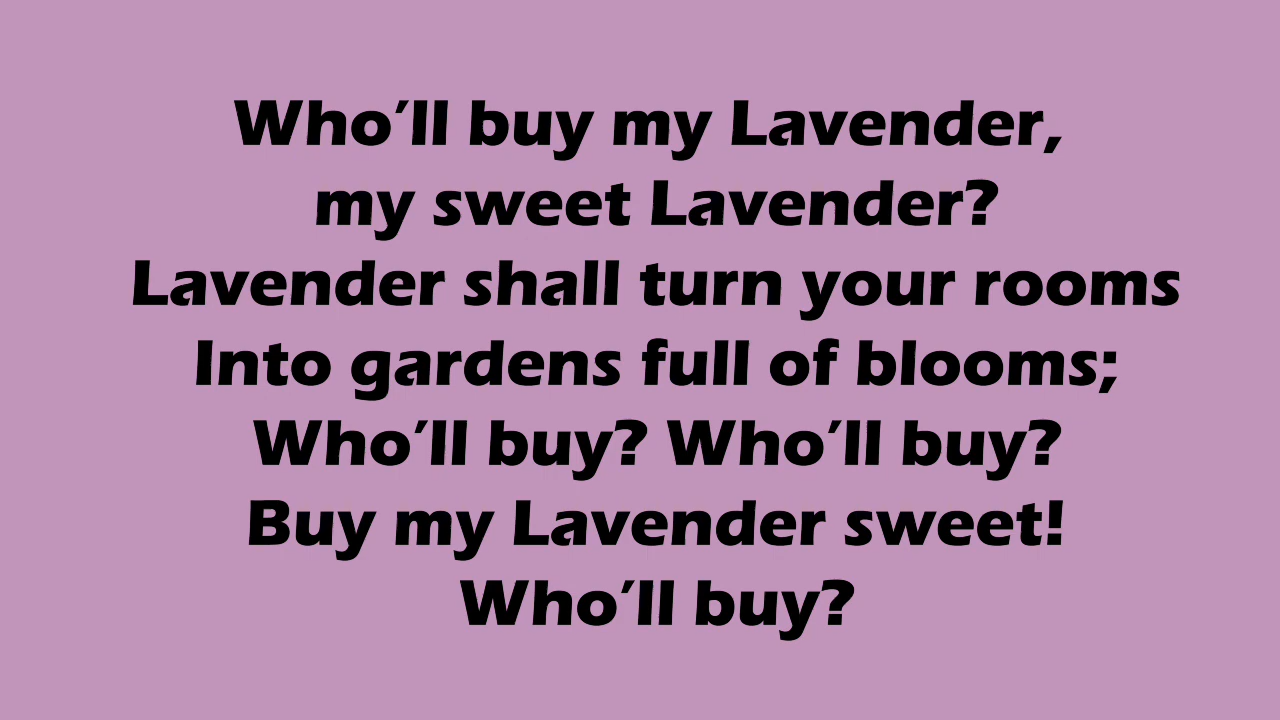 Who’ll buy my Lavender,
my sweet Lavender?
Lavender shall turn your rooms
Into gardens full of blooms;
Who’ll buy? Who’ll buy?
Buy my Lavender sweet!
Who’ll buy?